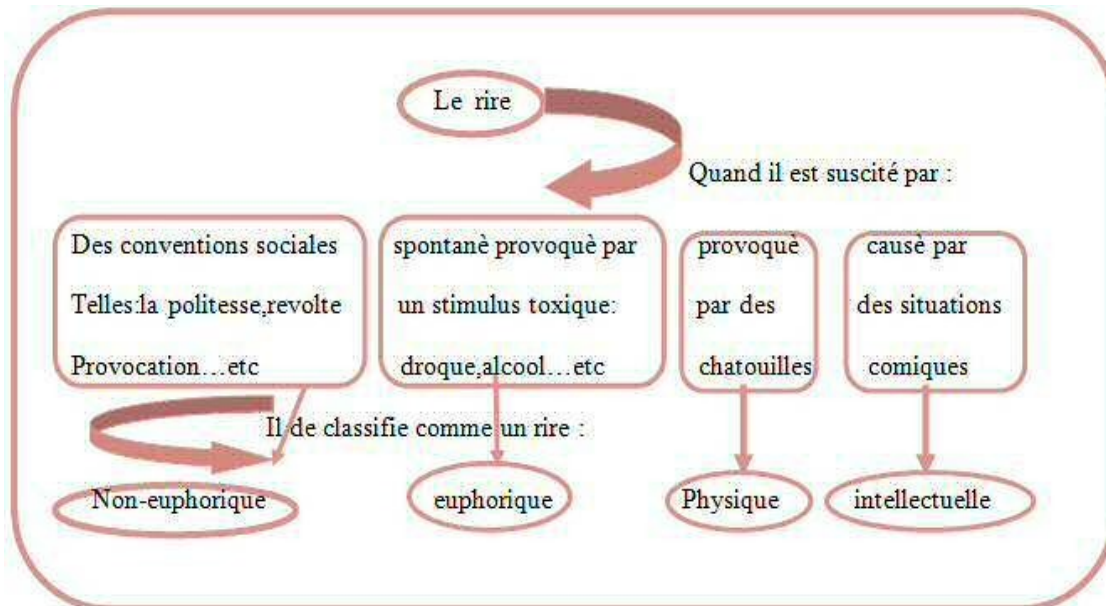 Le rire
Quand il est suscité par :
Des conventions sociales
Telles:la politesse,revolte
Provocation...etc
spontanè provoquè par
un stimulus toxique:
droque,alcool...etc
provoquè
par des
chatouilles
causè par
des situations
comiques
Il de classifie comme un rire :
Non-euphorique
euphorique
Physique
intellectuelle